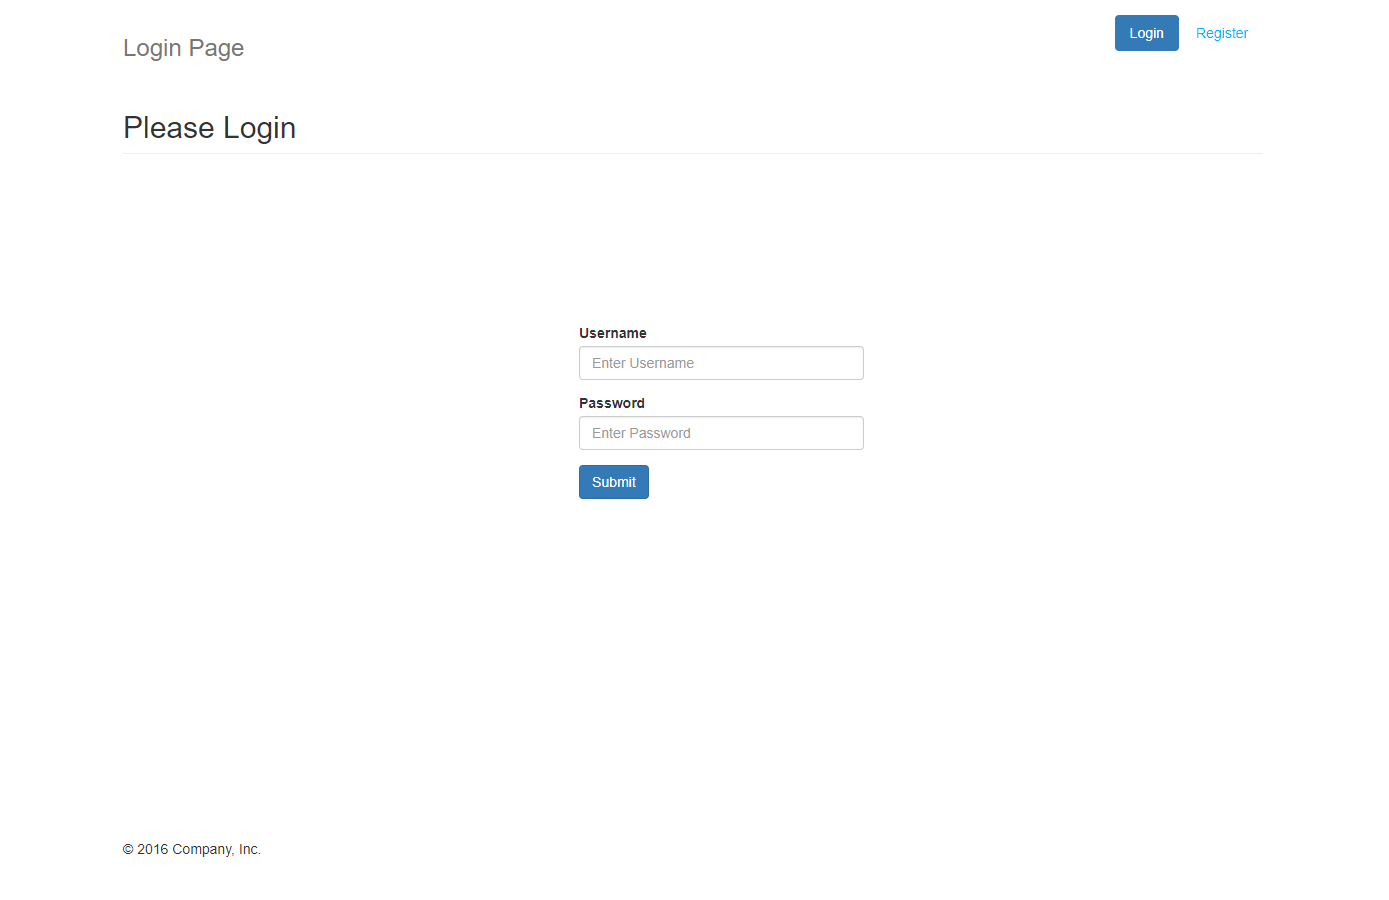 Login Page
Login
Register
Please Login
Username
Enter Username
Password
Enter Password
Submit
© 2016 Company, Inc.